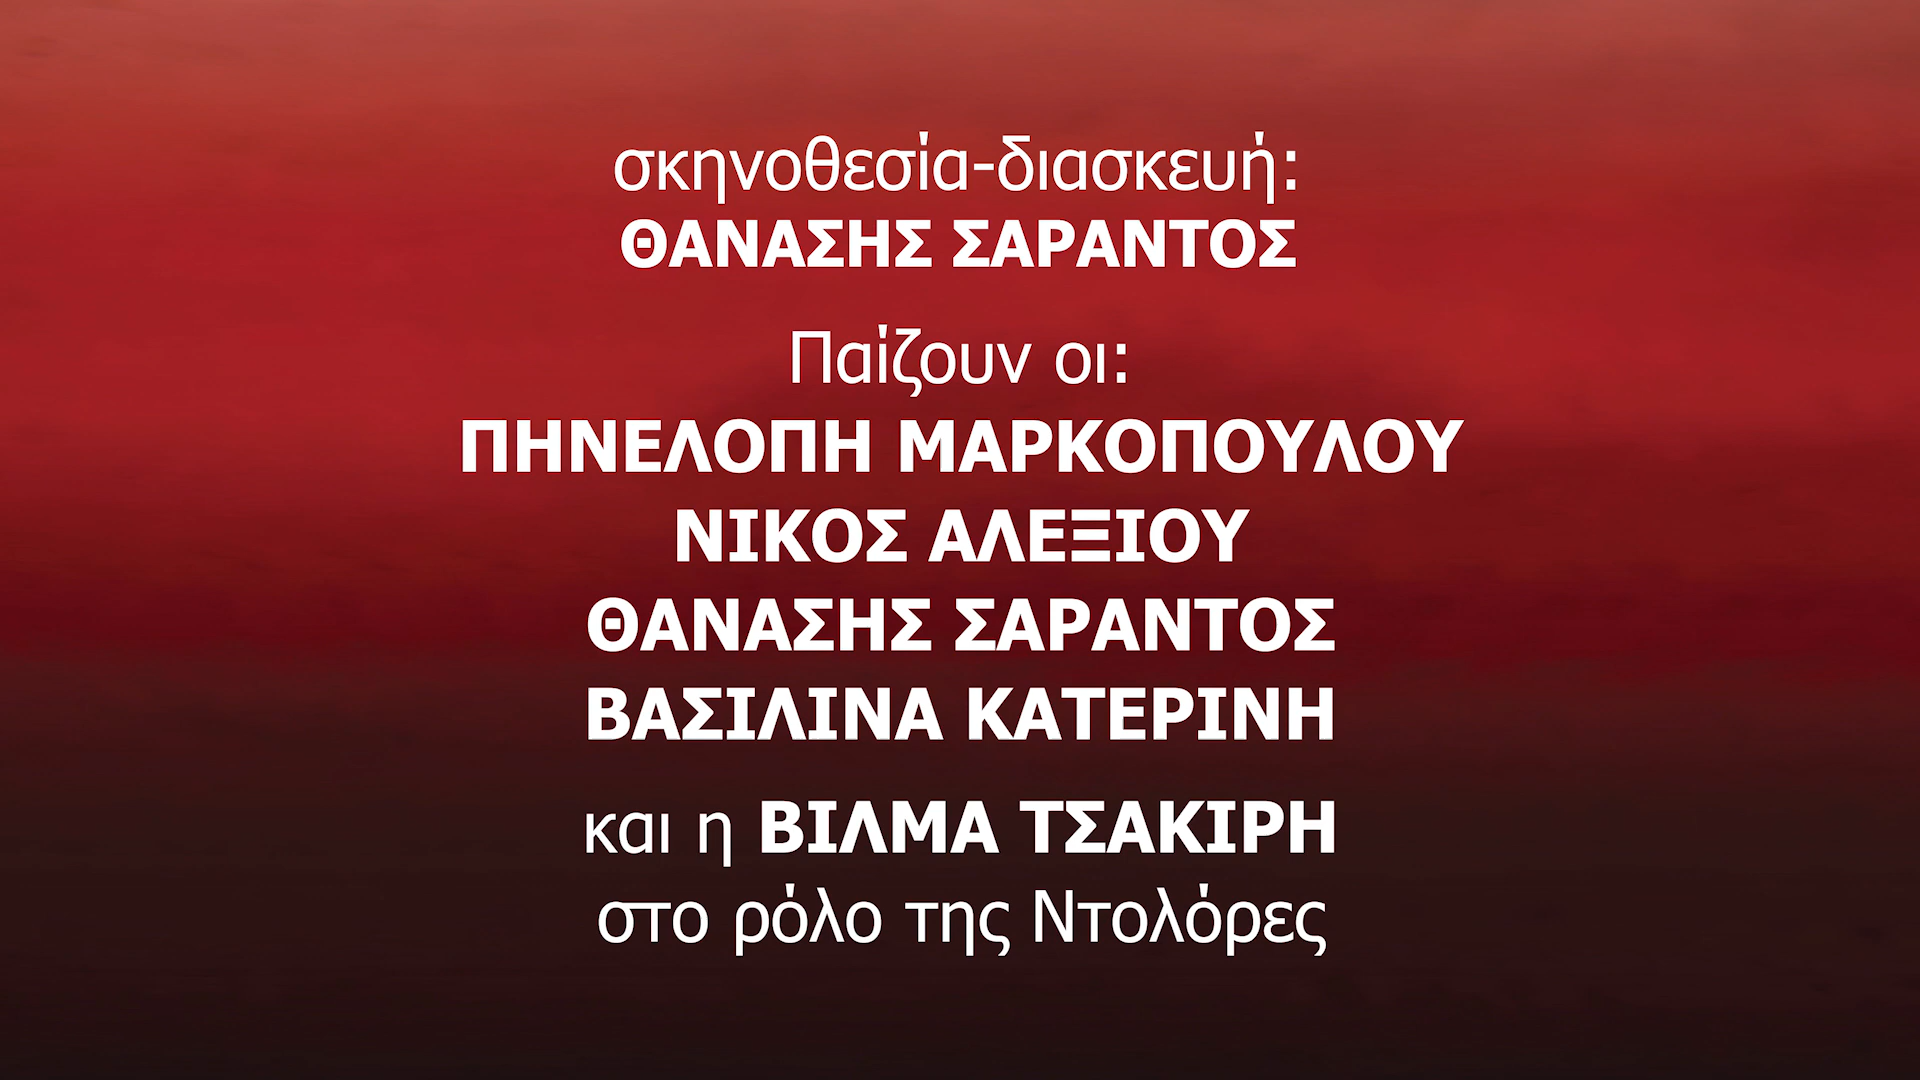 σκηνοθεσία-διασκευή:
ΘΑΝΑΣΗΣ ΣΑΡΑΝΤΟΣ
Παίζουν οι:
ΠΗΝΕΛΟΠΗ ΜΑΡΚΟΠΟΥΛΟΥ
ΝΙΚΟΣ ΑΛΕΞΙΟΥ
ΘΑΝΑΣΗΣ ΣΑΡΑΝΤΟΣ
ΒΑΣΙΛΙΝΑ ΚΑΤΕΡΙΝΗ
και η ΒΙΛΜΑ ΤΣΑΚΙΡΗ
στο ρόλο της Ντολόρες